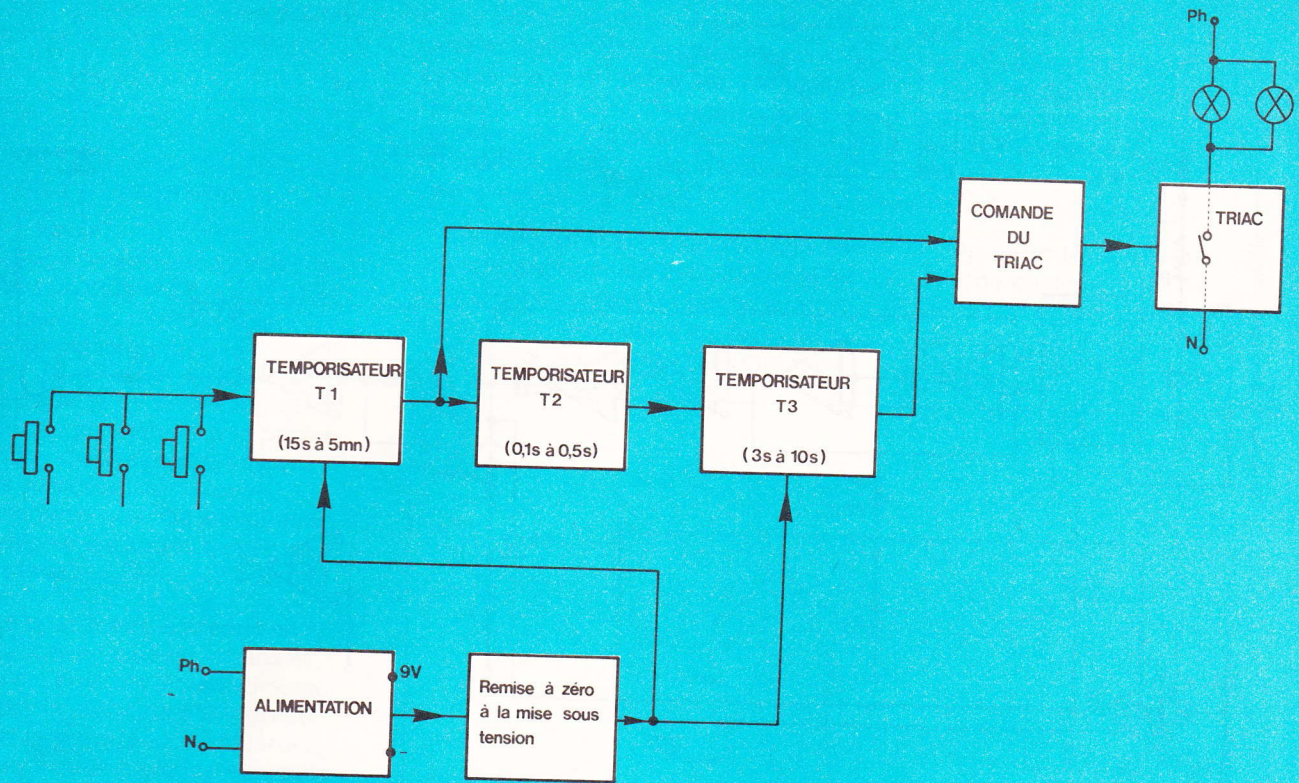 Ph
COMANDE
DU
TRIAC
TRIAC
N
TEMPORISATEUR
T1
(15s à 5mn)
TEMPORISATEUR
T2
(0,1s à 0,5s)
TEMPORISATEUR
T3
(3s à 10s)
Ph
N
ALIMENTATION
9V
-
Remise à zéro
à la mise sous
tension